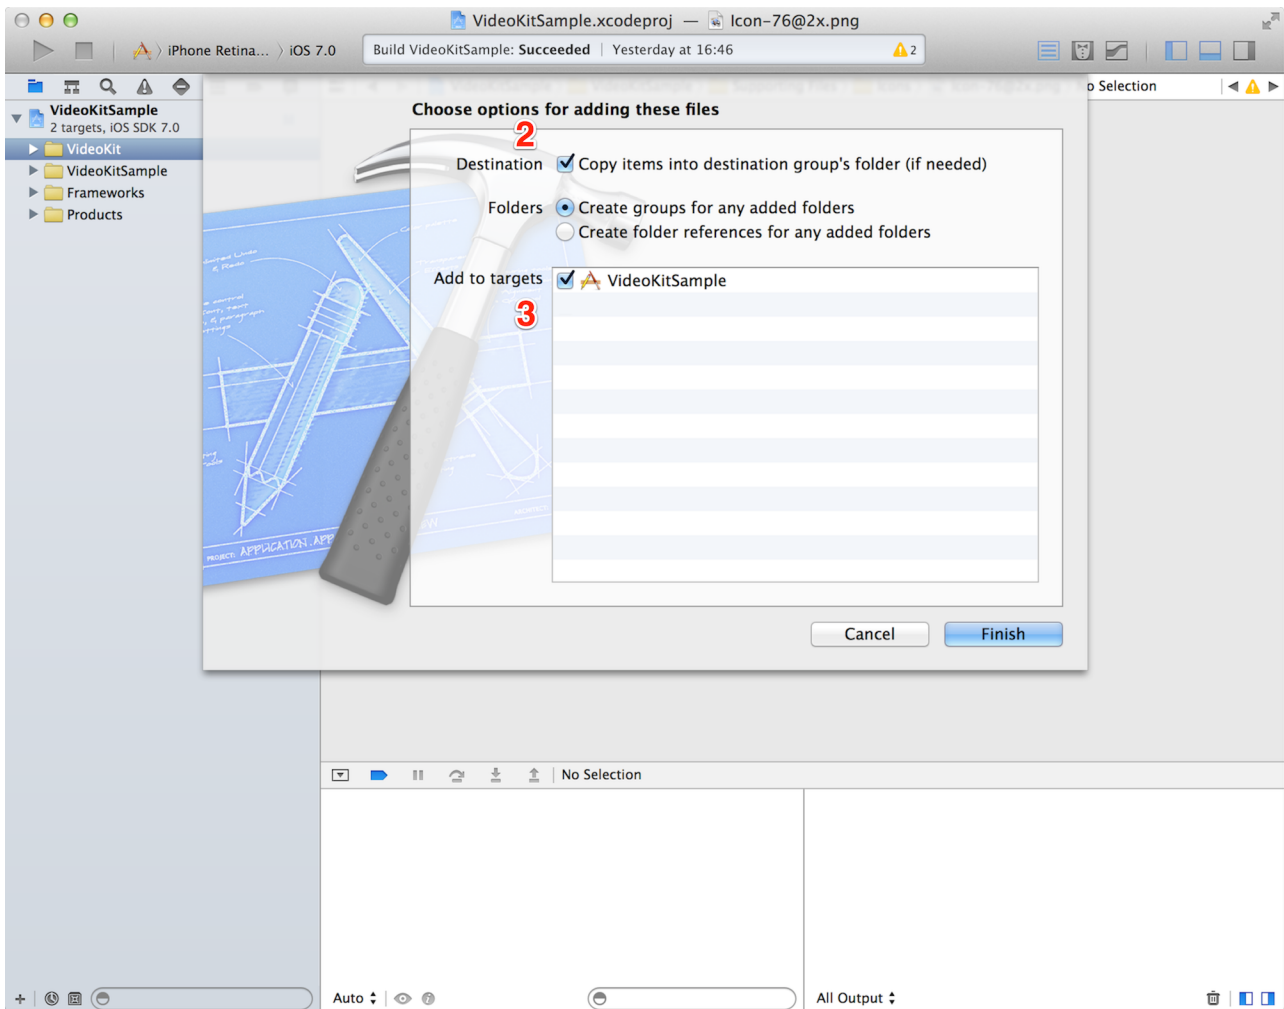 VideoKitSample.xcodeproj — Icon-76@2x.png
iPhone Retina... 〉 iOS 7.0
Build VideoKitSample: Succeeded | Yesterday at 16:46
2
VideoKitSample
2 targets, iOS SDK 7.0
VideoKit
VideoKitSample
Frameworks
Products
o Selection
Choose options for adding these files
2
Destination
Copy items into destination group's folder (if needed)
Folders
Create groups for any added folders
Create folder references for any added folders
Add to targets
VideoKitSample
3
PROJECT: APPLICATION.APP
Cancel
Finish
No Selection
Auto
All Output